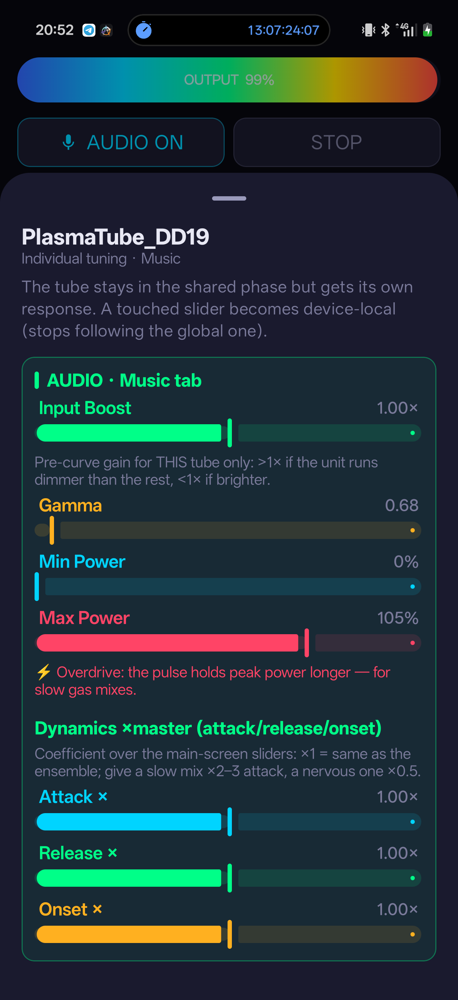 20:52
13:07:24:07
4G
OUTPUT 99%
AUDIO ON
STOP
PlasmaTube_DD19
Individual tuning · Music
The tube stays in the shared phase but gets its own
response. A touched slider becomes device-local
(stops following the global one).
AUDIO · Music tab
Input Boost 1.00×
Pre-curve gain for THIS tube only: >1× if the unit runs
dimmer than the rest, <1× if brighter.
Gamma 0.68
Min Power 0%
Max Power 105%
⚡ Overdrive: the pulse holds peak power longer — for
slow gas mixes.
Dynamics ×master (attack/release/onset)
Coefficient over the main-screen sliders: ×1 = same as the
ensemble; give a slow mix ×2–3 attack, a nervous one ×0.5.
Attack × 1.00×
Release × 1.00×
Onset × 1.00×